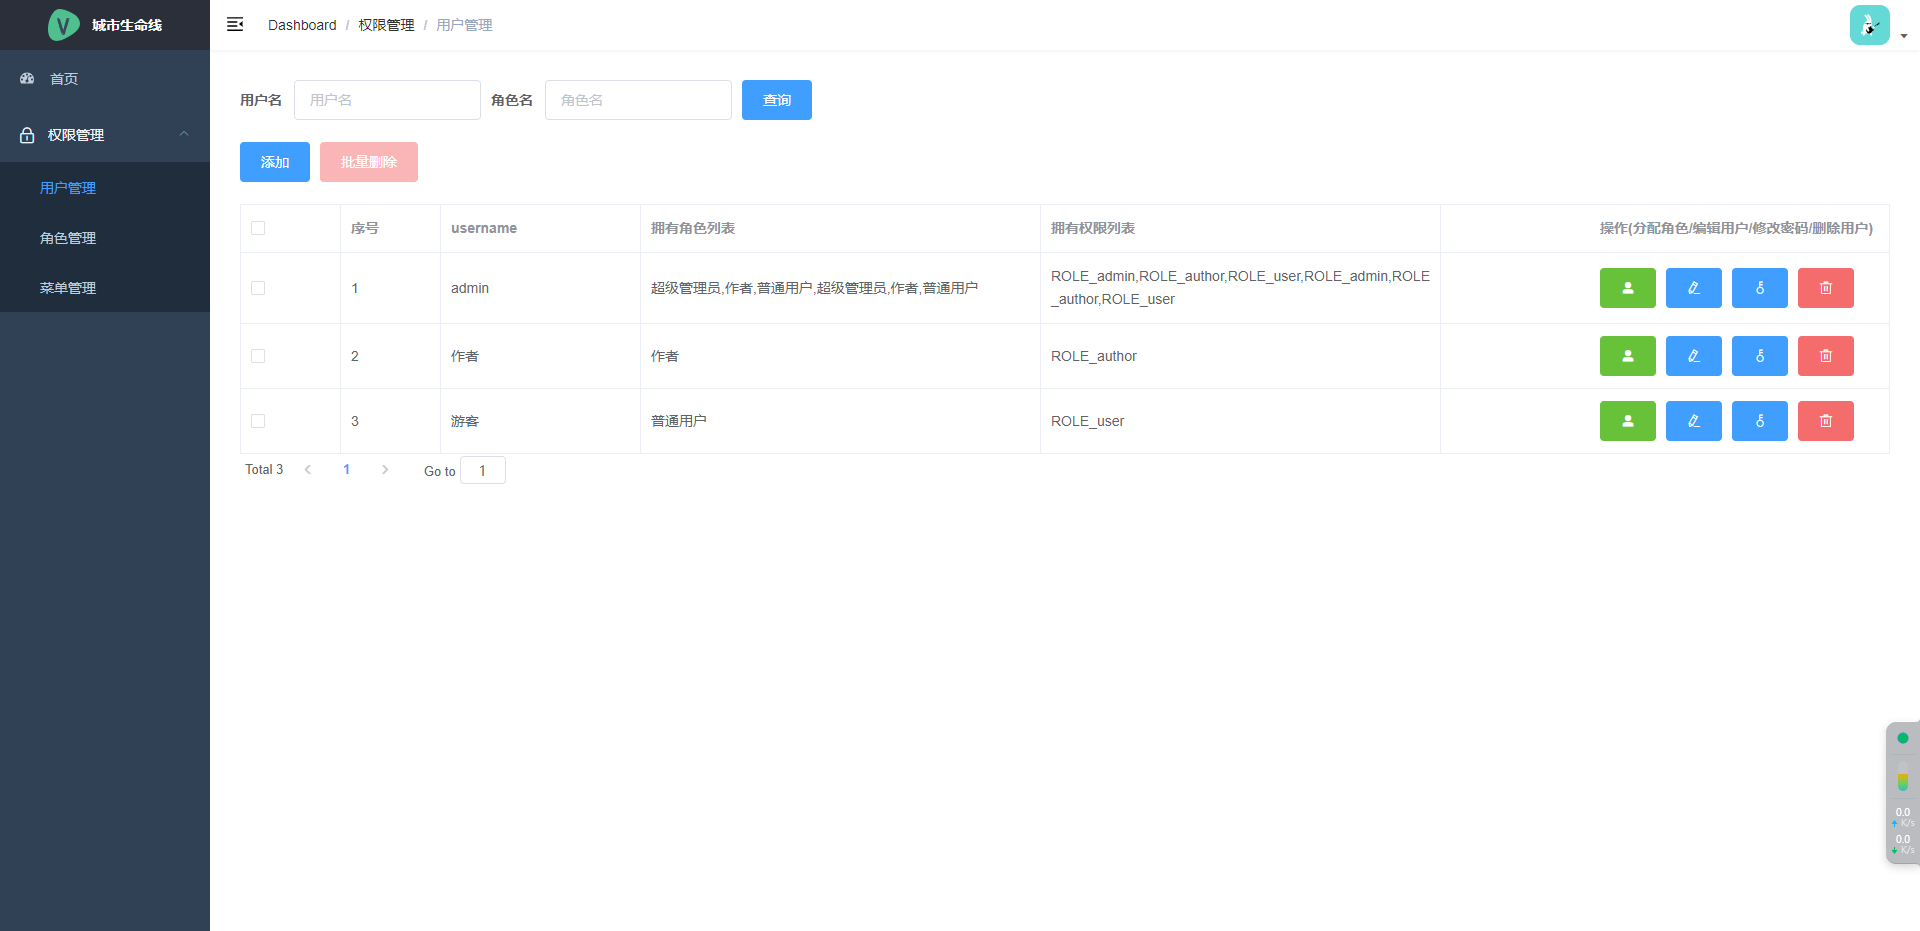 城市生命线
Dashboard / 权限管理 / 用户管理
首页
权限管理
用户管理
角色管理
菜单管理
用户名 用户名 角色名 角色名 查询
添加 批量删除
序号 username 拥有角色列表 拥有权限列表 操作(分配角色/编辑用户/修改密码/删除用户)
1 admin 超级管理员,作者,普通用户,超级管理员,作者,普通用户 ROLE_admin,ROLE_author,ROLE_user,ROLE_admin,ROLE
_author,ROLE_user
2 作者 作者 ROLE_author
3 游客 普通用户 ROLE_user
Total 3 1 Go to 1
0.0
K/s
0.0
K/s